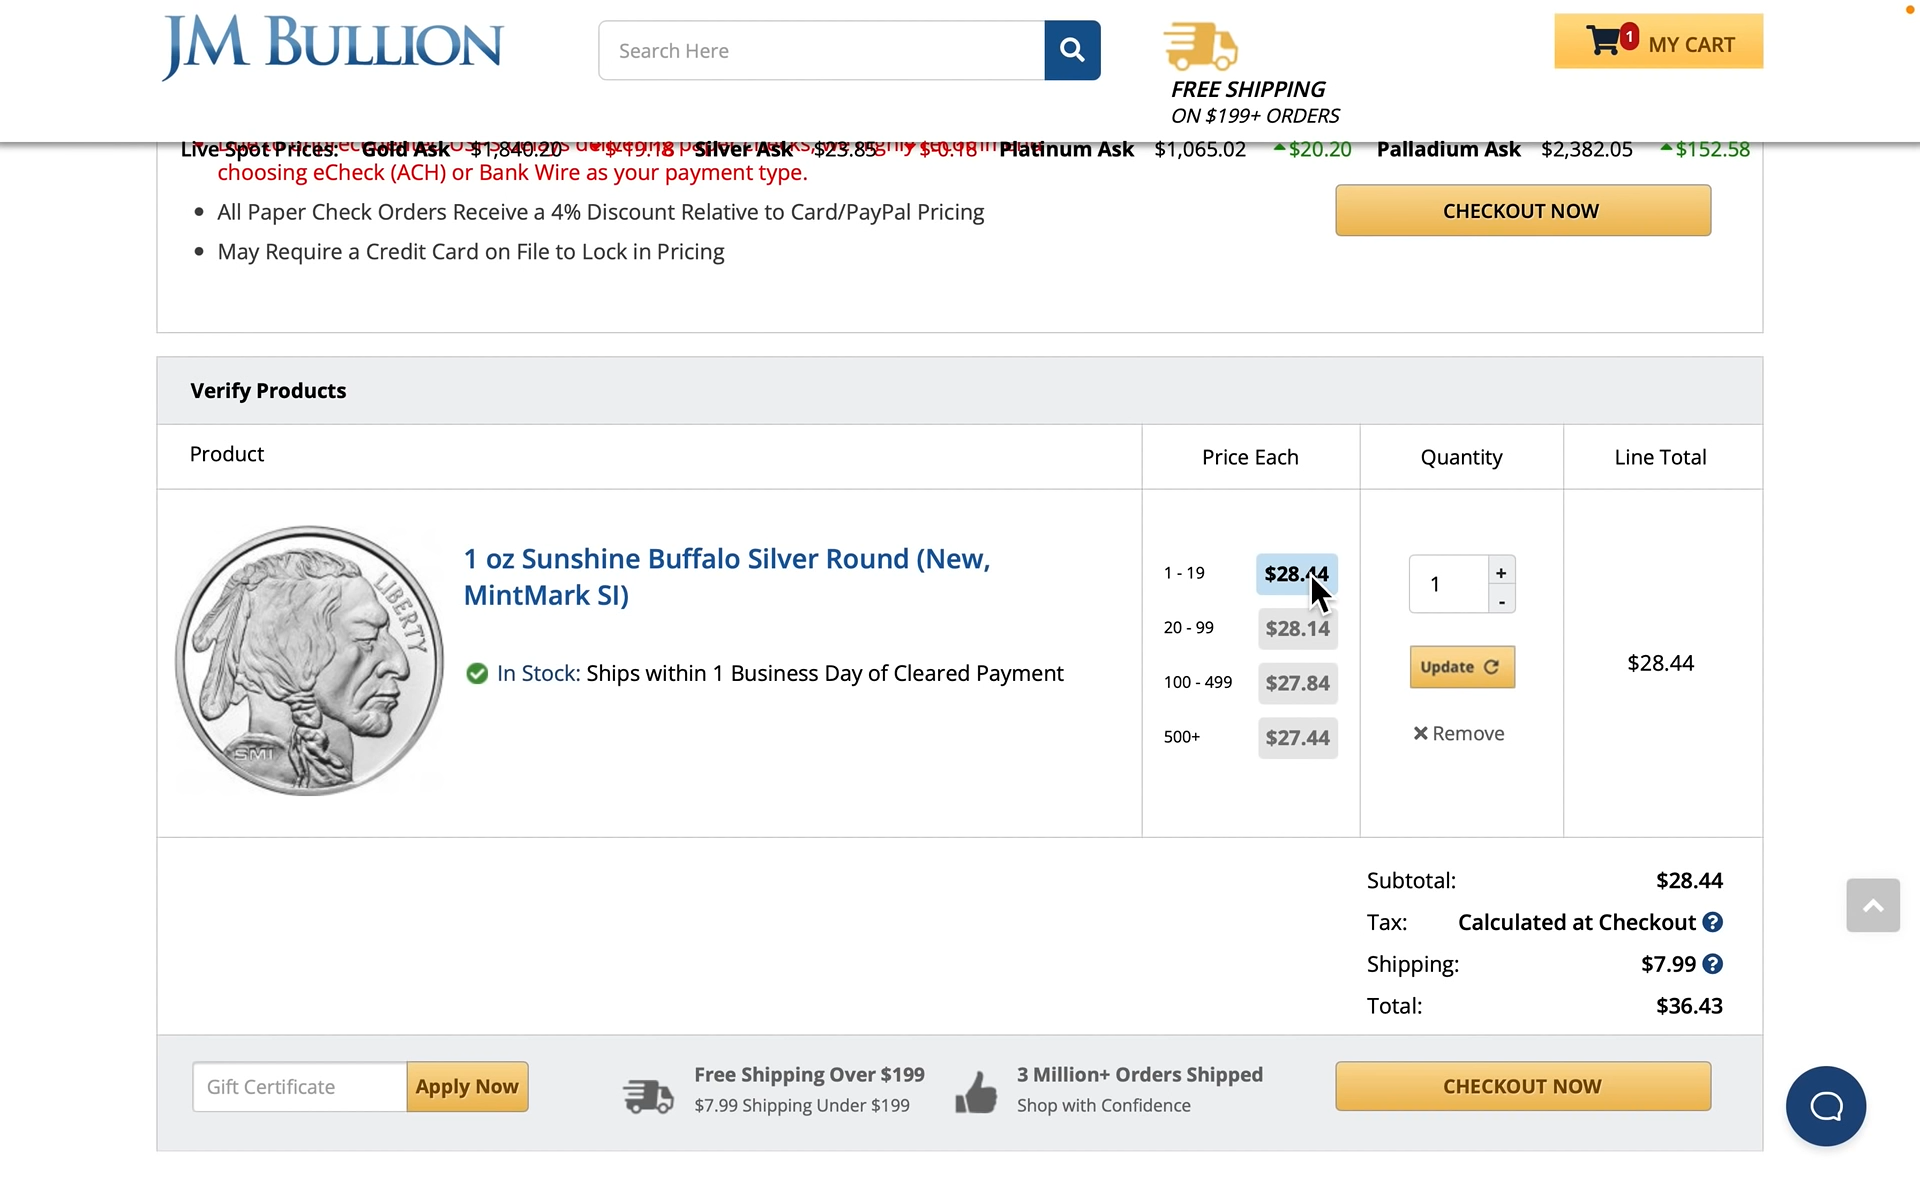 JM BULLION
Search Here
FREE SHIPPING
ON $199+ ORDERS
1
MY CART
Live Spot Prices: Gold Ask $1,840.20 $-19.18 Silver Ask $23.85 $-0.18 Platinum Ask $1,065.02 $20.20 Palladium Ask $2,382.05 $152.58
choosing eCheck (ACH) or Bank Wire as your payment type.
• All Paper Check Orders Receive a 4% Discount Relative to Card/PayPal Pricing
• May Require a Credit Card on File to Lock in Pricing
CHECKOUT NOW
Verify Products
Product Price Each Quantity Line Total
LIBERTY
SMI
1 oz Sunshine Buffalo Silver Round (New,
MintMark SI)
In Stock: Ships within 1 Business Day of Cleared Payment
1 - 19 $28.44
20 - 99 $28.14
100 - 499 $27.84
500+ $27.44
1
+
-
Update
Remove
$28.44
Subtotal: $28.44
Tax: Calculated at Checkout ?
Shipping: $7.99 ?
Total: $36.43
Gift Certificate
Apply Now
Free Shipping Over $199
$7.99 Shipping Under $199
3 Million+ Orders Shipped
Shop with Confidence
CHECKOUT NOW